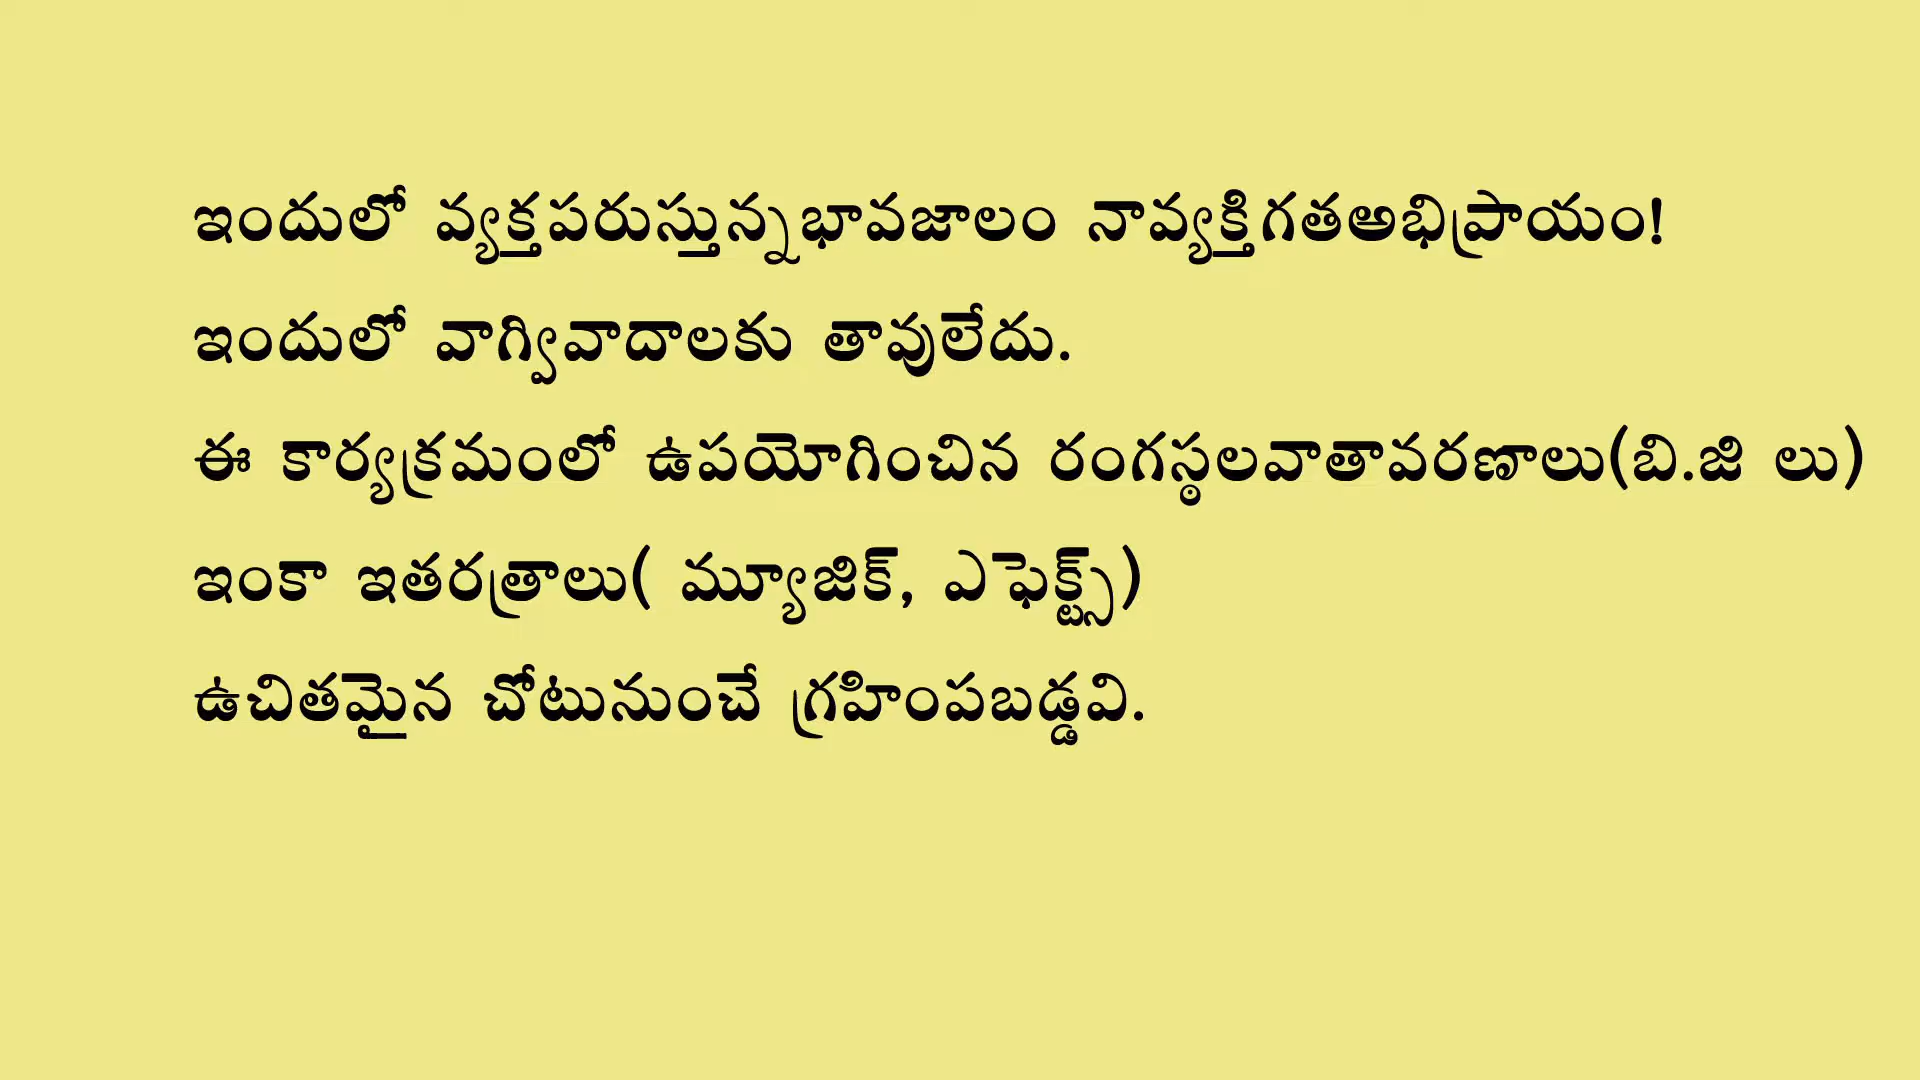 ఇందులో వ్యక్తపరుస్తున్నభావజాలం నావ్యక్తిగతఅభిప్రాయం!
ఇందులో వాగ్వివాదాలకు తావులేదు.
ఈ కార్యక్రమంలో ఉపయోగించిన రంగస్థలవాతావరణాలు(బి.జి లు)
ఇంకా ఇతరత్రాలు( మ్యూజిక్, ఎఫెక్ట్స్)
ఉచితమైన చోటునుంచే గ్రహింపబడ్డవి.